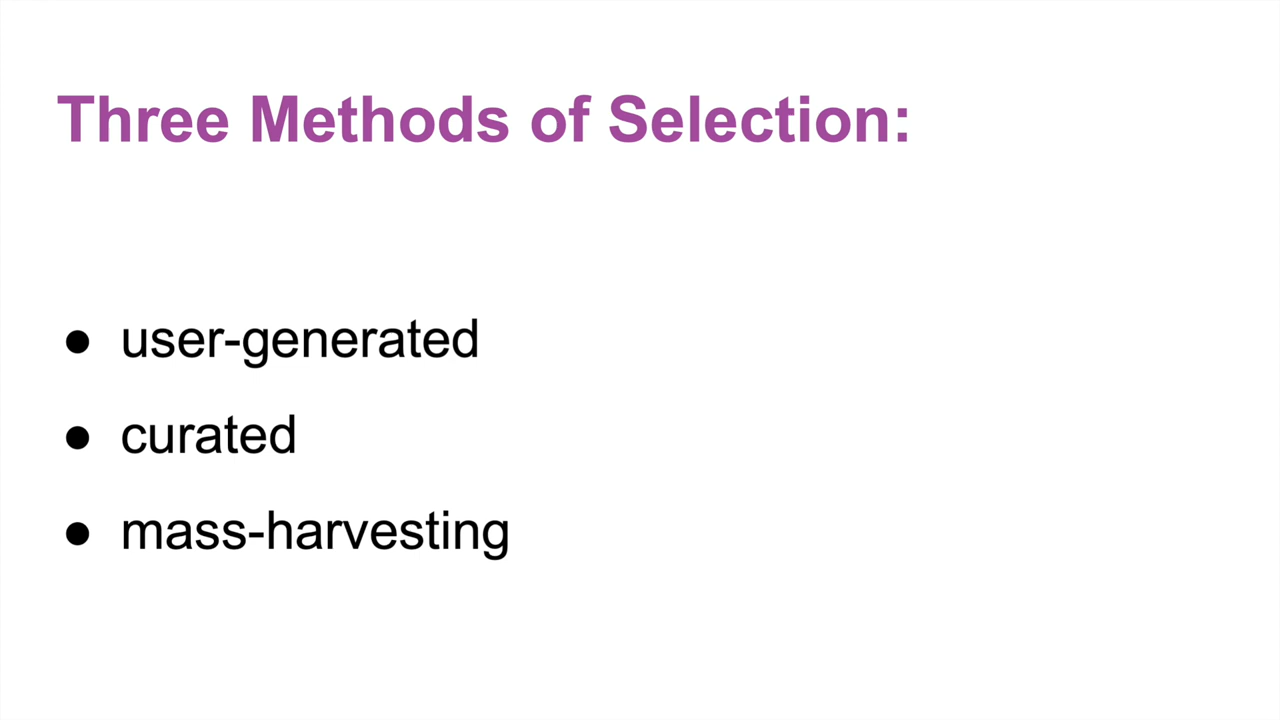 Three Methods of Selection:
● user-generated
● curated
● mass-harvesting